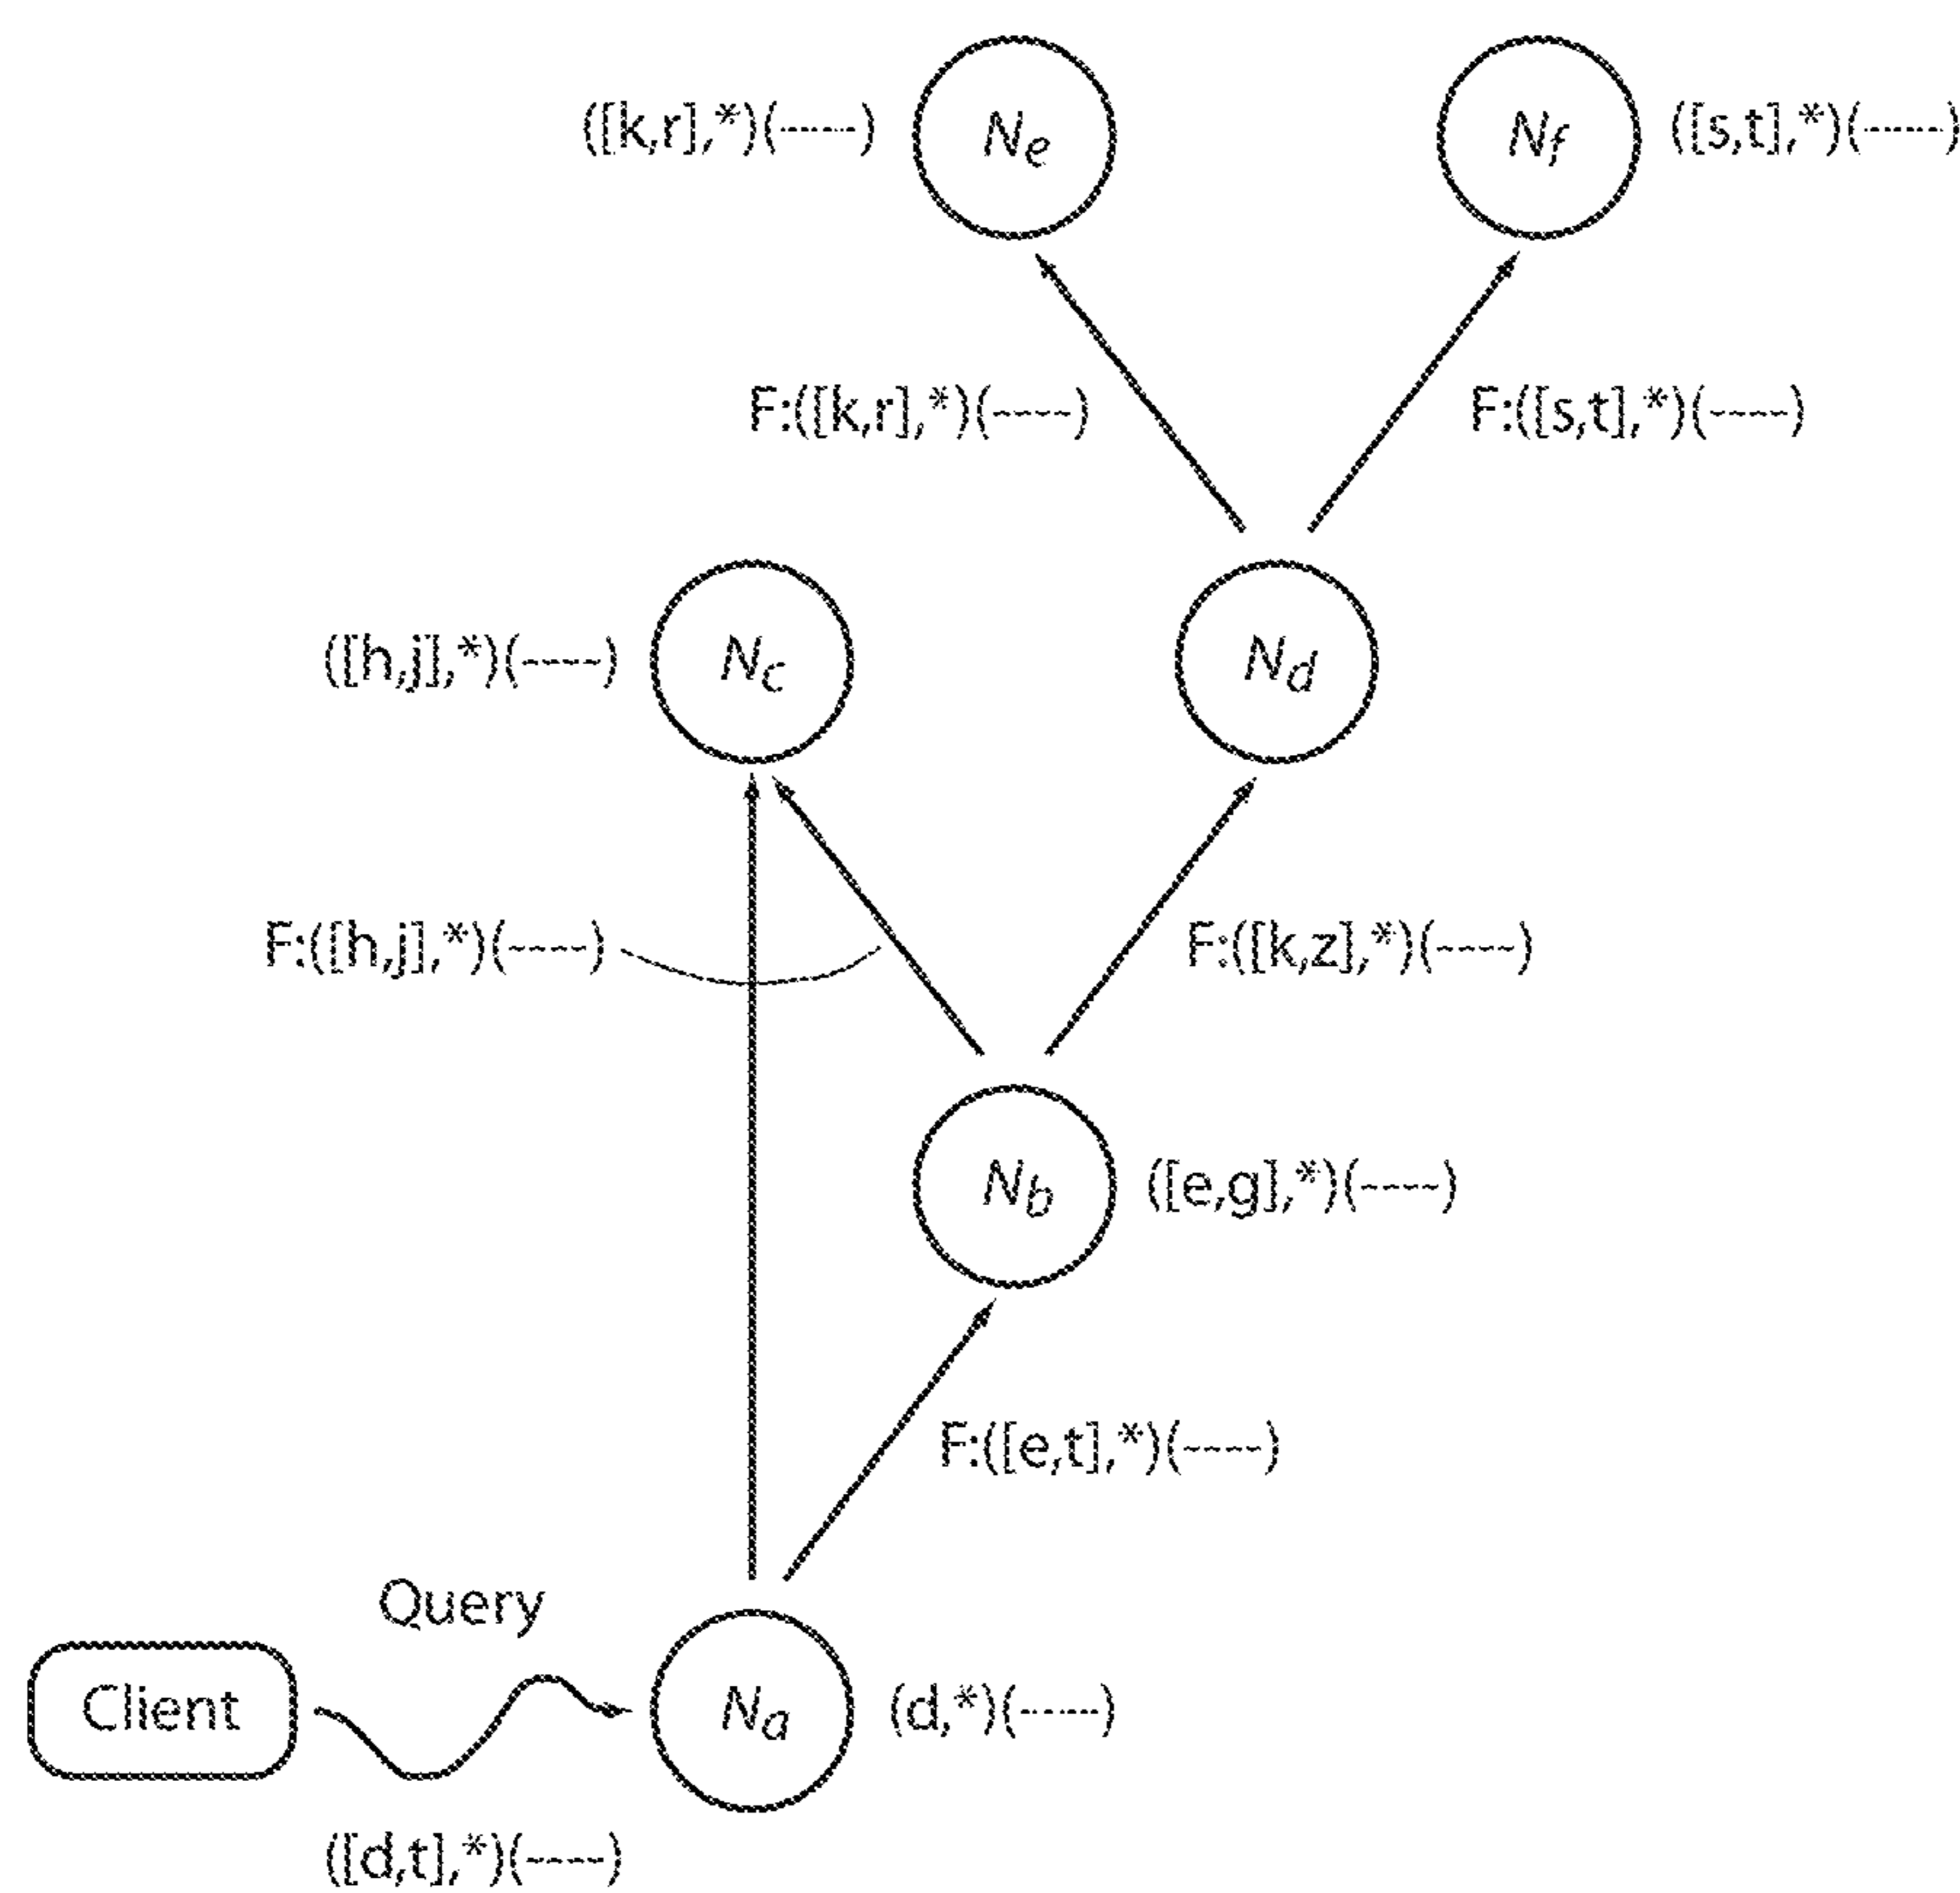 ([k,r],*)(-----) Ne Nf ([s,t],*)(-----)
F:([k,r],*)(----) F:([s,t],*)(----)
([h,j],*)(----) Nc Nd
F:([h,j],*)(----) F:([k,z],*)(----)
Nb ([e,g],*)(----)
F:([e,t],*)(----)
Query
Client Na (d,*)(-----)
([d,t],*)(----)